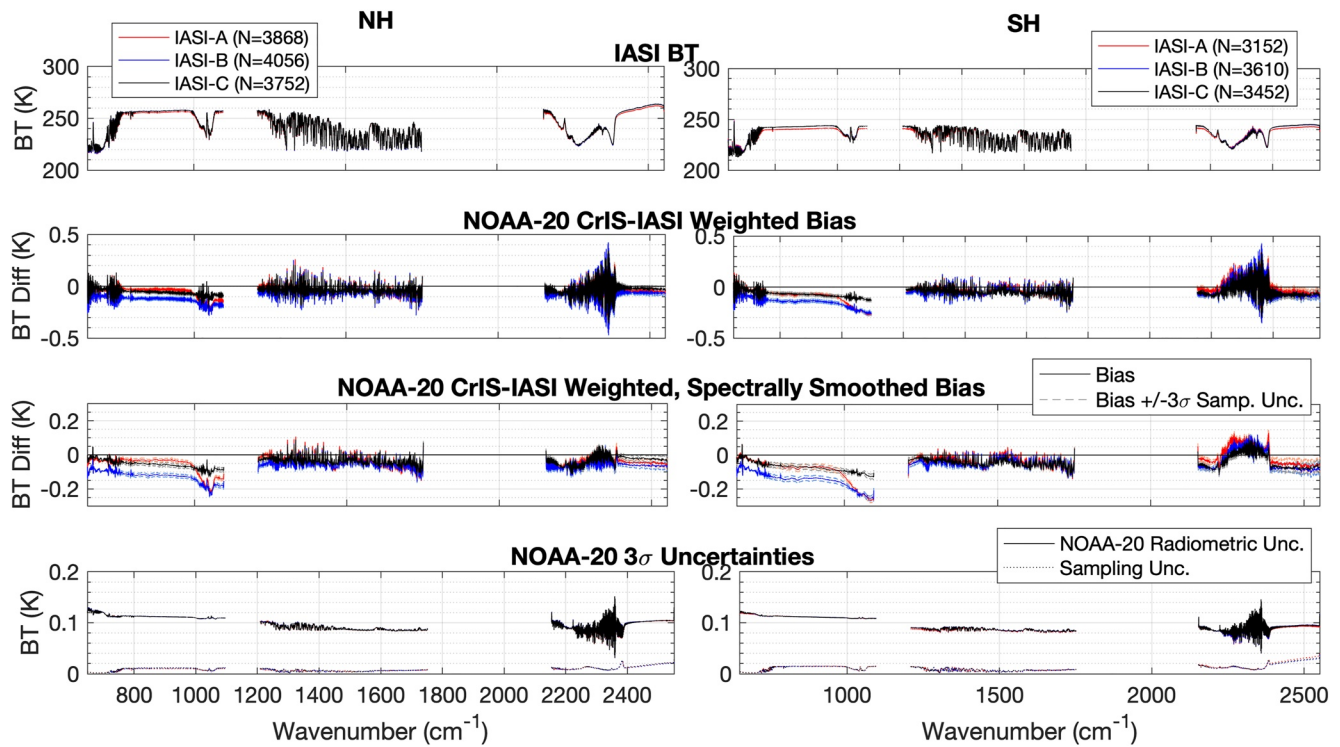 NH
SH
IASI-A (N=3868)
IASI-B (N=4056)
IASI-C (N=3752)
IASI BT
IASI-A (N=3152)
IASI-B (N=3610)
IASI-C (N=3452)
300
250
200
BT (K)
300
250
200
NOAA-20 CrIS-IASI Weighted Bias
0.5
0
-0.5
BT Diff (K)
0.5
0
-0.5
NOAA-20 CrIS-IASI Weighted, Spectrally Smoothed Bias
Bias
Bias +/-3σ Samp. Unc.
0.2
0
-0.2
BT Diff (K)
0.2
0
-0.2
NOAA-20 3σ Uncertainties
NOAA-20 Radiometric Unc.
Sampling Unc.
0.2
0.1
0
BT (K)
0.2
0.1
0
800 1000 1200 1400 1600 1800 2000 2200 2400
1000 1500 2000 2500
Wavenumber (cm-1)
Wavenumber (cm-1)